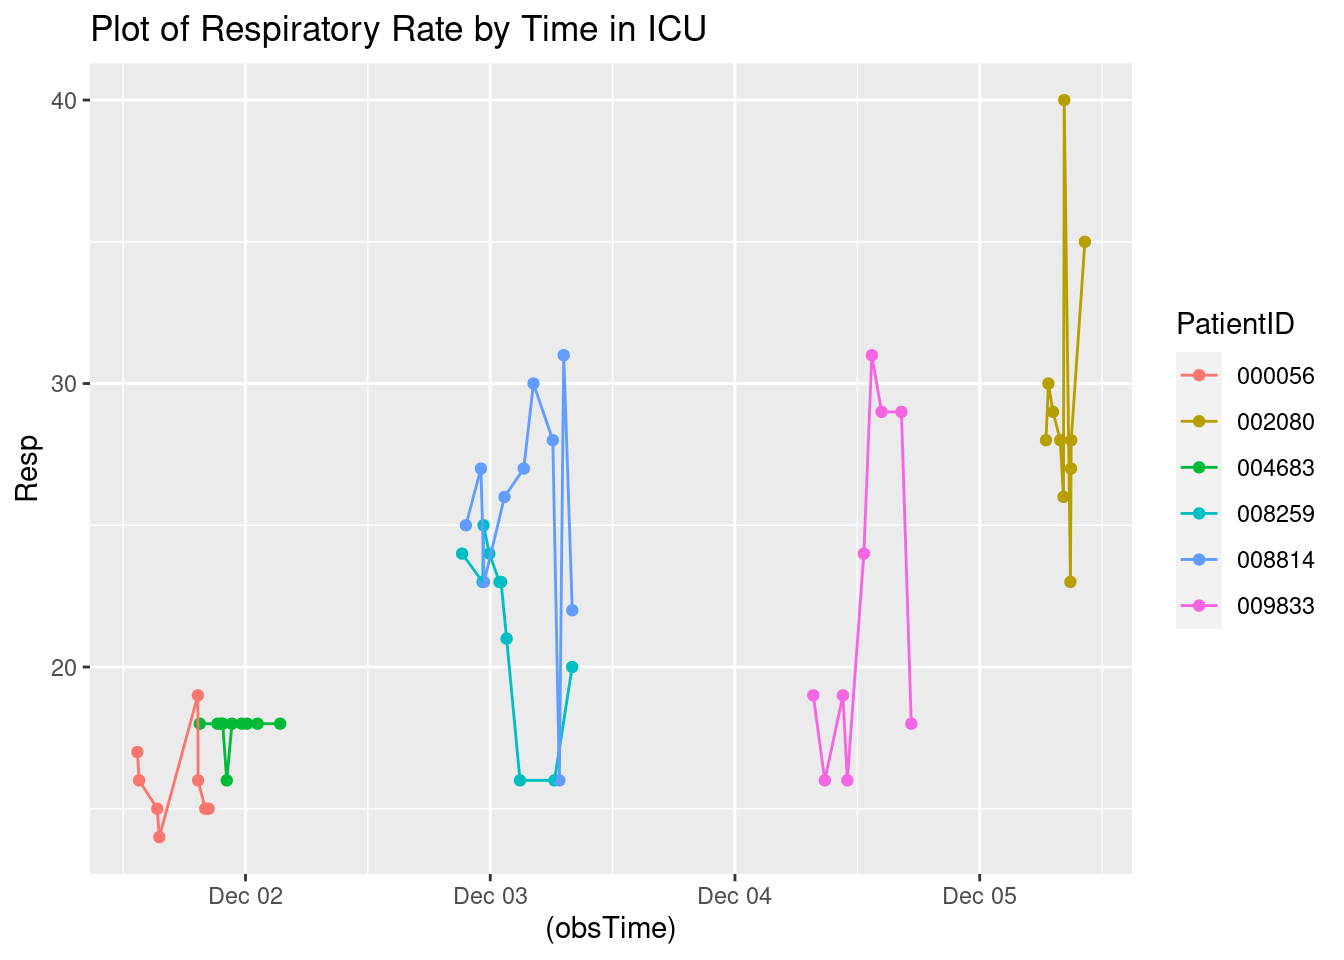 Plot of Respiratory Rate by Time in ICU
40
30
20
Resp
Dec 02 Dec 03 Dec 04 Dec 05
(obsTime)
PatientID
000056
002080
004683
008259
008814
009833